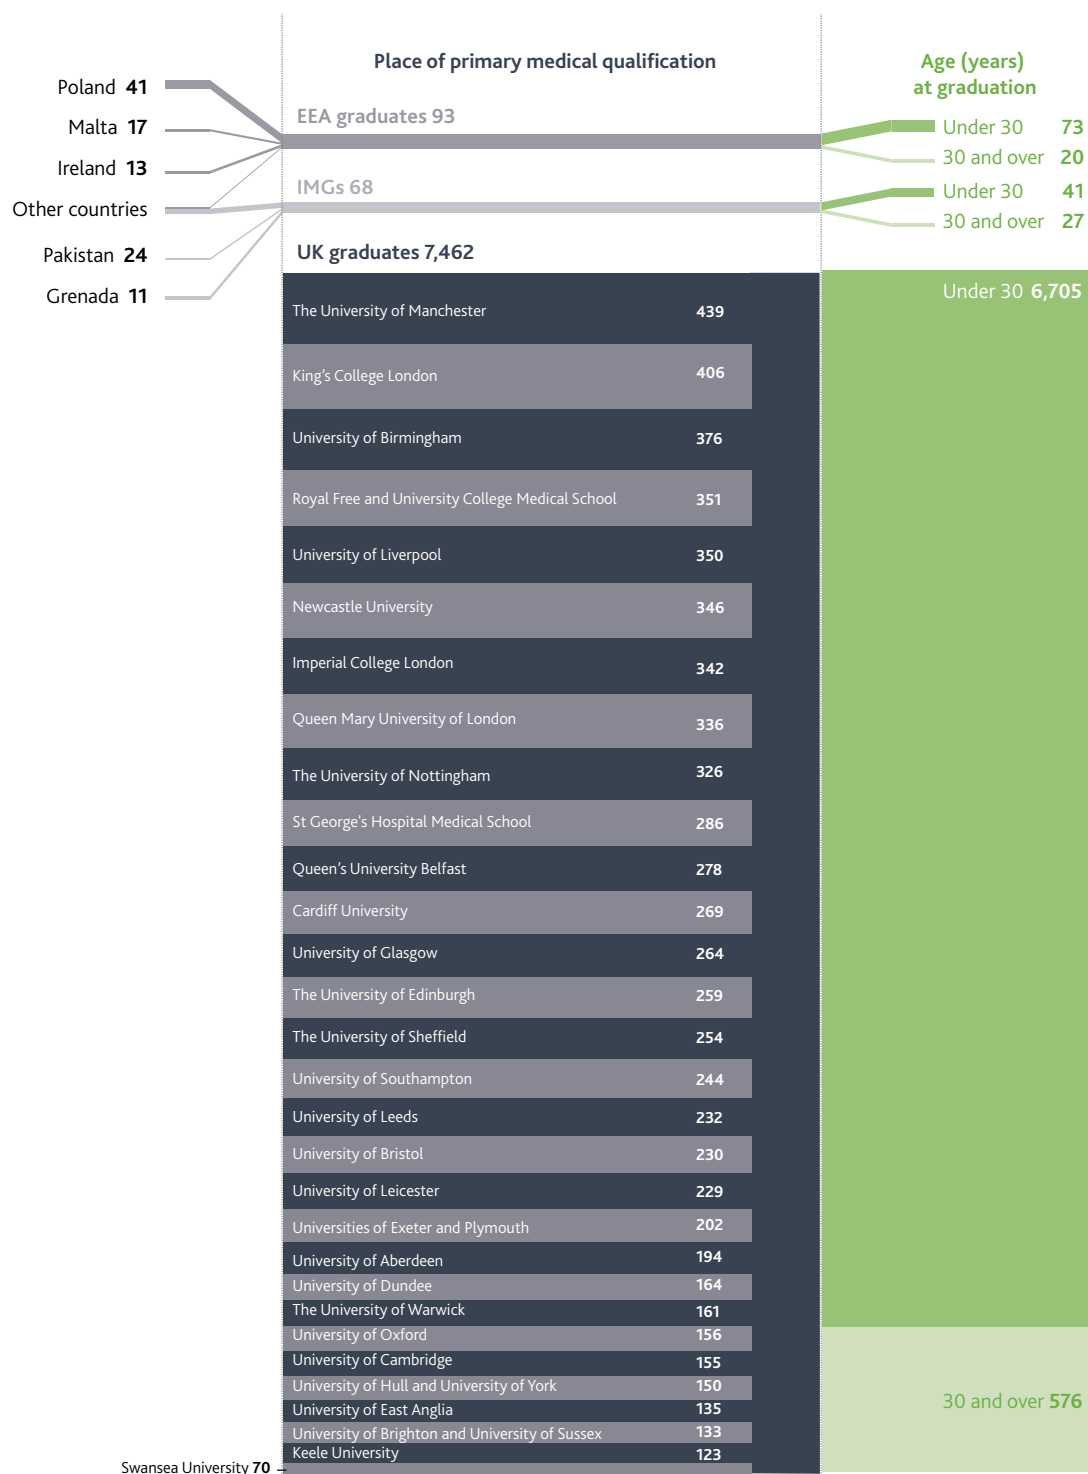 Place of primary medical qualification
Age (years)
at graduation
Poland 41
Malta 17
Ireland 13
Other countries
Pakistan 24
Grenada 11
EEA graduates 93
Under 30 73
30 and over 20
IMGs 68
Under 30 41
30 and over 27
UK graduates 7,462
Under 30 6,705
The University of Manchester 439
King's College London 406
University of Birmingham 376
Royal Free and University College Medical School 351
University of Liverpool 350
Newcastle University 346
Imperial College London 342
Queen Mary University of London 336
The University of Nottingham 326
St George's Hospital Medical School 286
Queen's University Belfast 278
Cardiff University 269
University of Glasgow 264
The University of Edinburgh 259
The University of Sheffield 254
University of Southampton 244
University of Leeds 232
University of Bristol 230
University of Leicester 229
Universities of Exeter and Plymouth 202
University of Aberdeen 194
University of Dundee 164
The University of Warwick 161
University of Oxford 156
University of Cambridge 155
University of Hull and University of York 150
30 and over 576
University of East Anglia 135
University of Brighton and University of Sussex 133
Keele University 123
Swansea University 70